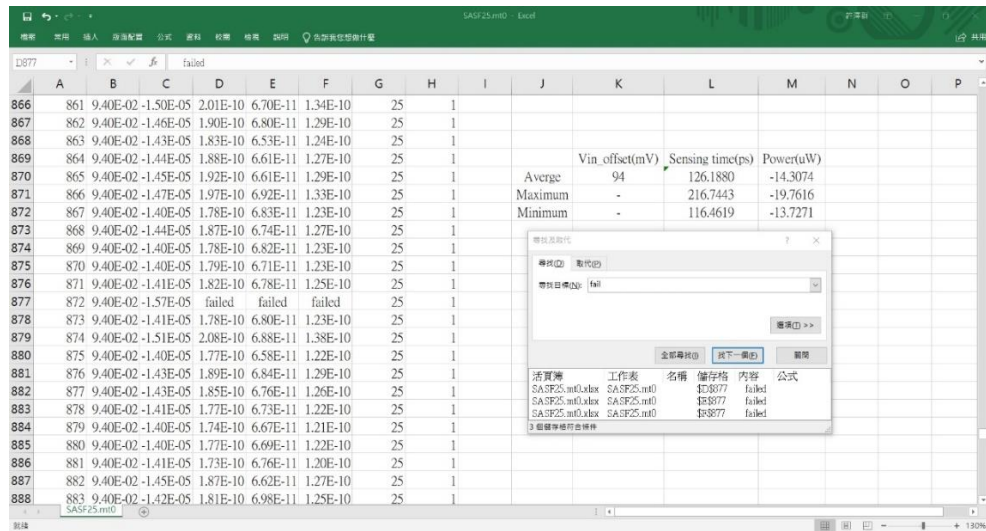 SASF25.mt0 - Excel
檔案 常用 插入 版面配置 公式 資料 校閱 檢視 說明 告訴我您想做什麼 共用
D877 failed
A B C D E F G H I J K L M N O P
866 861 9.40E-02 -1.50E-05 2.01E-10 6.70E-11 1.34E-10 25 1
867 862 9.40E-02 -1.46E-05 1.90E-10 6.80E-11 1.29E-10 25 1
868 863 9.40E-02 -1.43E-05 1.83E-10 6.53E-11 1.24E-10 25 1
869 864 9.40E-02 -1.44E-05 1.88E-10 6.61E-11 1.27E-10 25 1 Vin_offset(mV) Sensing time(ps) Power(uW)
870 865 9.40E-02 -1.45E-05 1.92E-10 6.61E-11 1.29E-10 25 1 Averge 94 126.1880 -14.3074
871 866 9.40E-02 -1.47E-05 1.97E-10 6.92E-11 1.33E-10 25 1 Maximum - 216.7443 -19.7616
872 867 9.40E-02 -1.40E-05 1.78E-10 6.83E-11 1.23E-10 25 1 Minimum - 116.4619 -13.7271
873 868 9.40E-02 -1.44E-05 1.87E-10 6.74E-11 1.27E-10 25 1
874 869 9.40E-02 -1.40E-05 1.78E-10 6.82E-11 1.23E-10 25 1
875 870 9.40E-02 -1.40E-05 1.79E-10 6.71E-11 1.23E-10 25 1
876 871 9.40E-02 -1.41E-05 1.82E-10 6.78E-11 1.25E-10 25 1
877 872 9.40E-02 -1.57E-05 failed failed failed 25 1
878 873 9.40E-02 -1.41E-05 1.78E-10 6.80E-11 1.23E-10 25 1
879 874 9.40E-02 -1.51E-05 2.08E-10 6.88E-11 1.38E-10 25 1
880 875 9.40E-02 -1.40E-05 1.77E-10 6.58E-11 1.22E-10 25 1
881 876 9.40E-02 -1.43E-05 1.89E-10 6.84E-11 1.29E-10 25 1
882 877 9.40E-02 -1.43E-05 1.85E-10 6.76E-11 1.26E-10 25 1
883 878 9.40E-02 -1.41E-05 1.77E-10 6.73E-11 1.22E-10 25 1
884 879 9.40E-02 -1.40E-05 1.74E-10 6.67E-11 1.21E-10 25 1
885 880 9.40E-02 -1.40E-05 1.77E-10 6.69E-11 1.22E-10 25 1
886 881 9.40E-02 -1.41E-05 1.73E-10 6.76E-11 1.20E-10 25 1
887 882 9.40E-02 -1.45E-05 1.87E-10 6.62E-11 1.27E-10 25 1
888 883 9.40E-02 -1.42E-05 1.81E-10 6.98E-11 1.25E-10 25 1
尋找及取代 ? ×
尋找(D) 取代(P)
尋找目標(N): fail
選項(T) >>
全部尋找(I) 找下一個(F) 關閉
活頁簿 工作表 名稱 儲存格 內容 公式
SASF25.mt0.xlsx SASF25.mt0 $D$877 failed
SASF25.mt0.xlsx SASF25.mt0 $E$877 failed
SASF25.mt0.xlsx SASF25.mt0 $F$877 failed
3 個儲存格符合條件
SASF25.mt0
就緒 130%